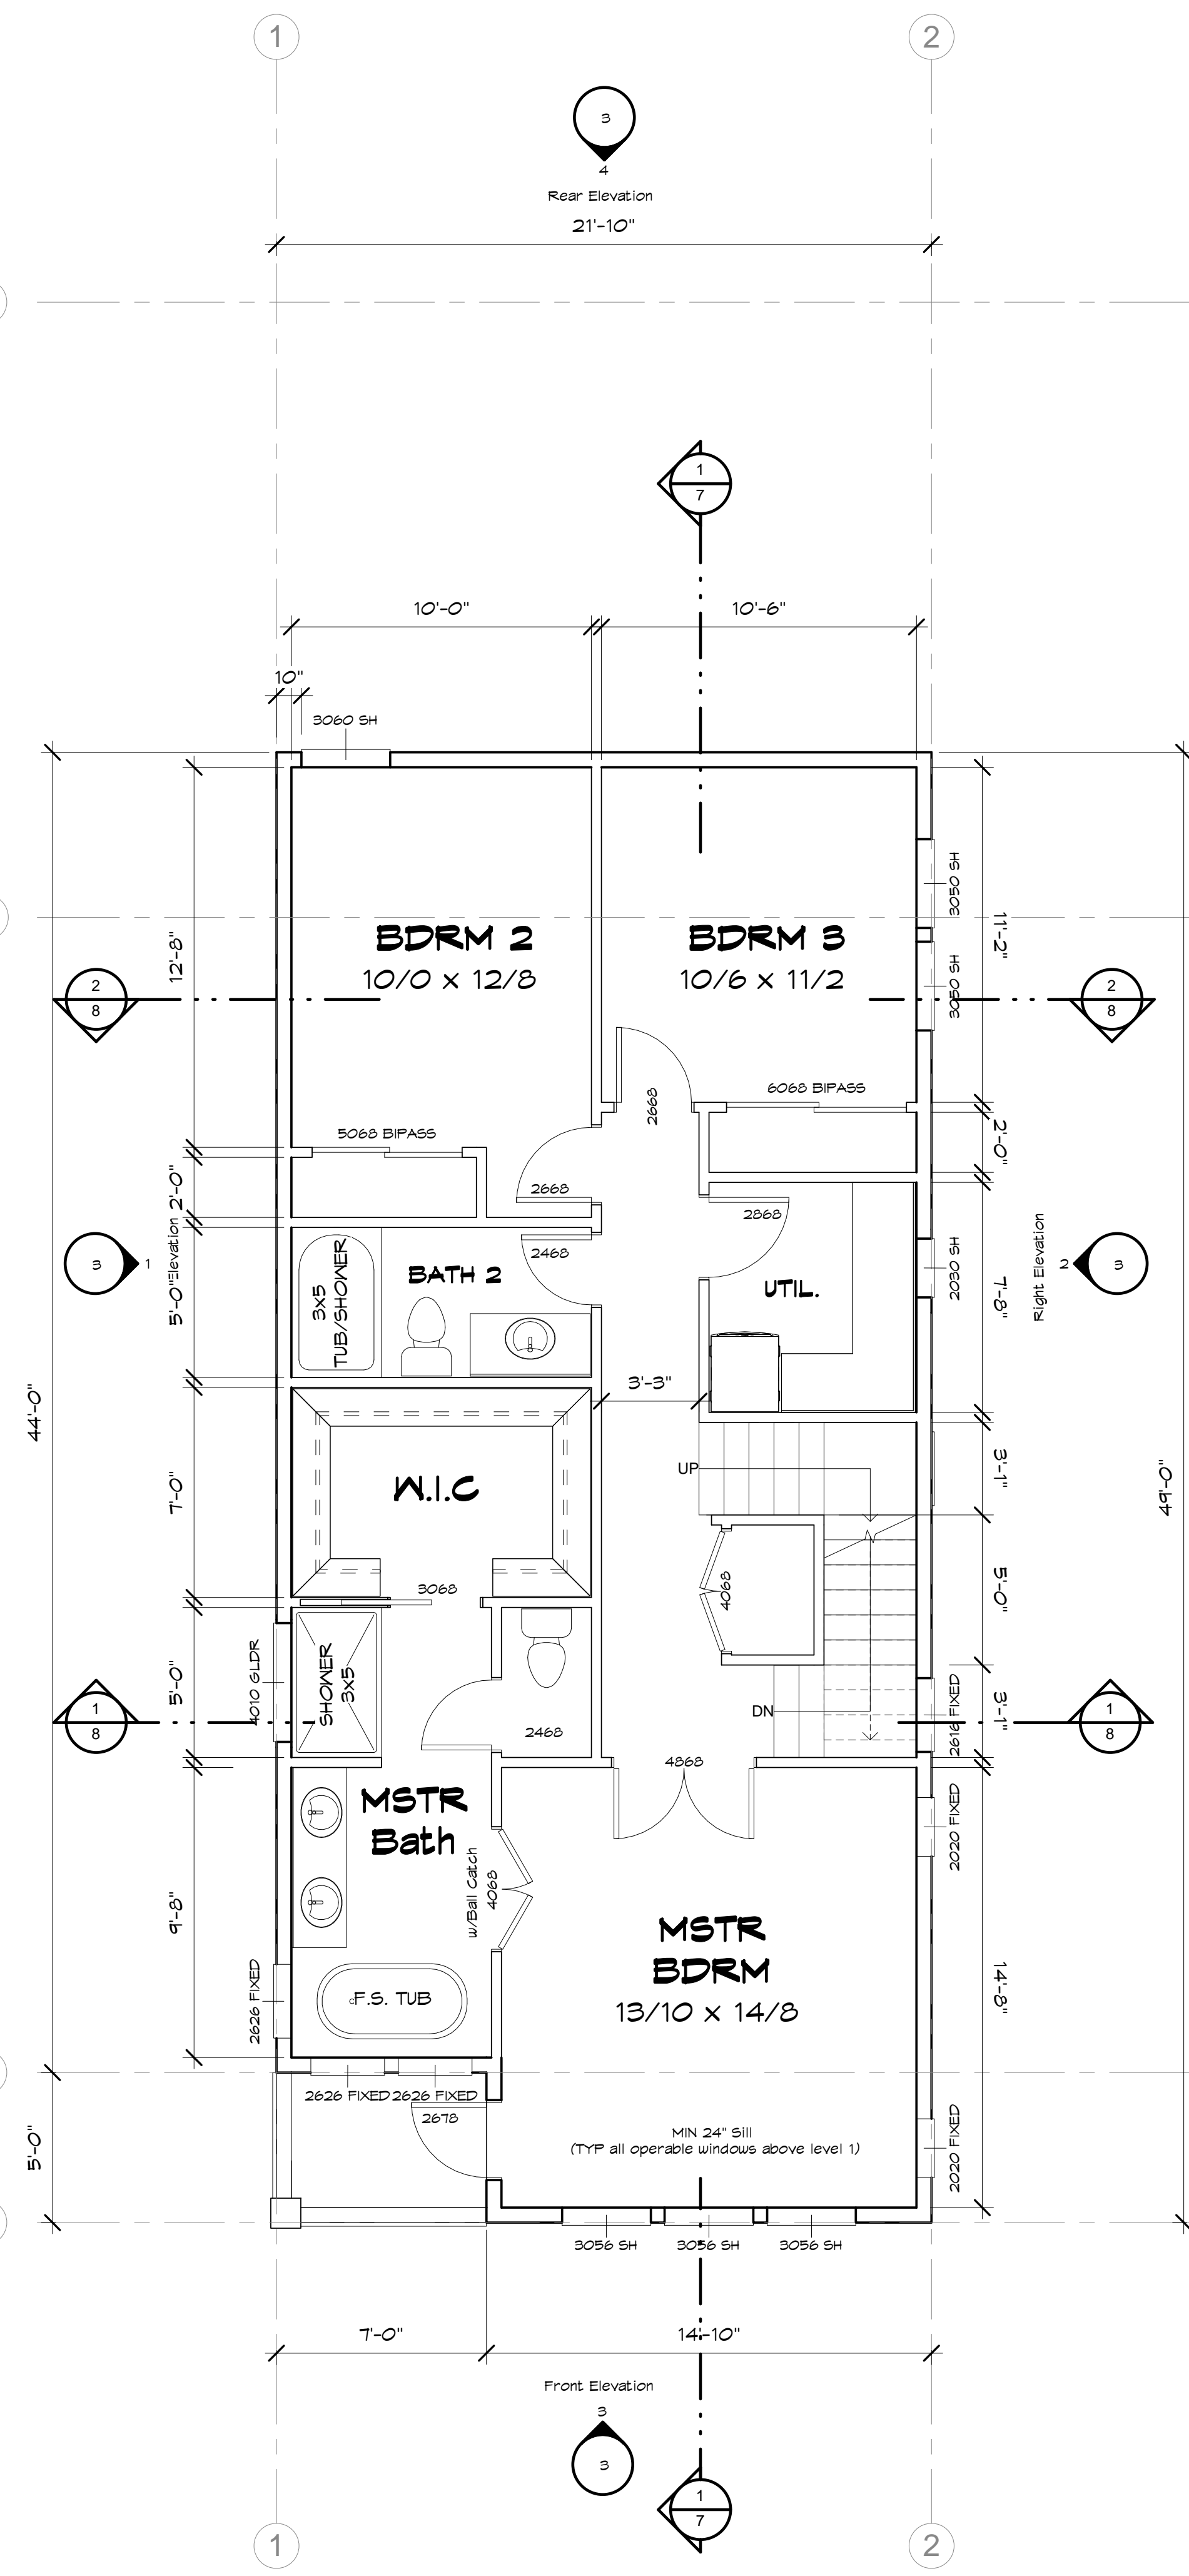 1
2
3
4
Rear Elevation
21'-10"
1
7
10'-0"
10'-6"
10"
3060 SH
3050 SH
11'-2"
12'-8"
BDRM 2
10/0 x 12/8
BDRM 3
10/6 x 11/2
3050 SH
2
8
2
8
2668
6068 BIPASS
5068 BIPASS
2'-0"
2'-0"
2668
2868
Elevation
3
1
5'-0"
3x5
TUB/SHOWER
BATH 2
2468
UTIL.
2030 SH
7'-8"
Right Elevation
2
3
44'-0"
3'-3"
7'-0"
W.I.C
UP
3'-1"
49'-0"
3068
4068
5'-0"
4010 GLDR
5'-0"
SHOWER
3x5
2468
DN
2616 FIXED
3'-1"
1
8
1
8
4868
MSTR
Bath
2020 FIXED
w/Ball Catch
4068
9'-8"
MSTR
BDRM
13/10 x 14/8
14'-8"
2626 FIXED
F.S. TUB
2626 FIXED
2626 FIXED
2678
5'-0"
MIN 24" Sill
(TYP all operable windows above level 1)
2020 FIXED
3056 SH
3056 SH
3056 SH
7'-0"
14'-10"
Front Elevation
3
3
1
7
1
2